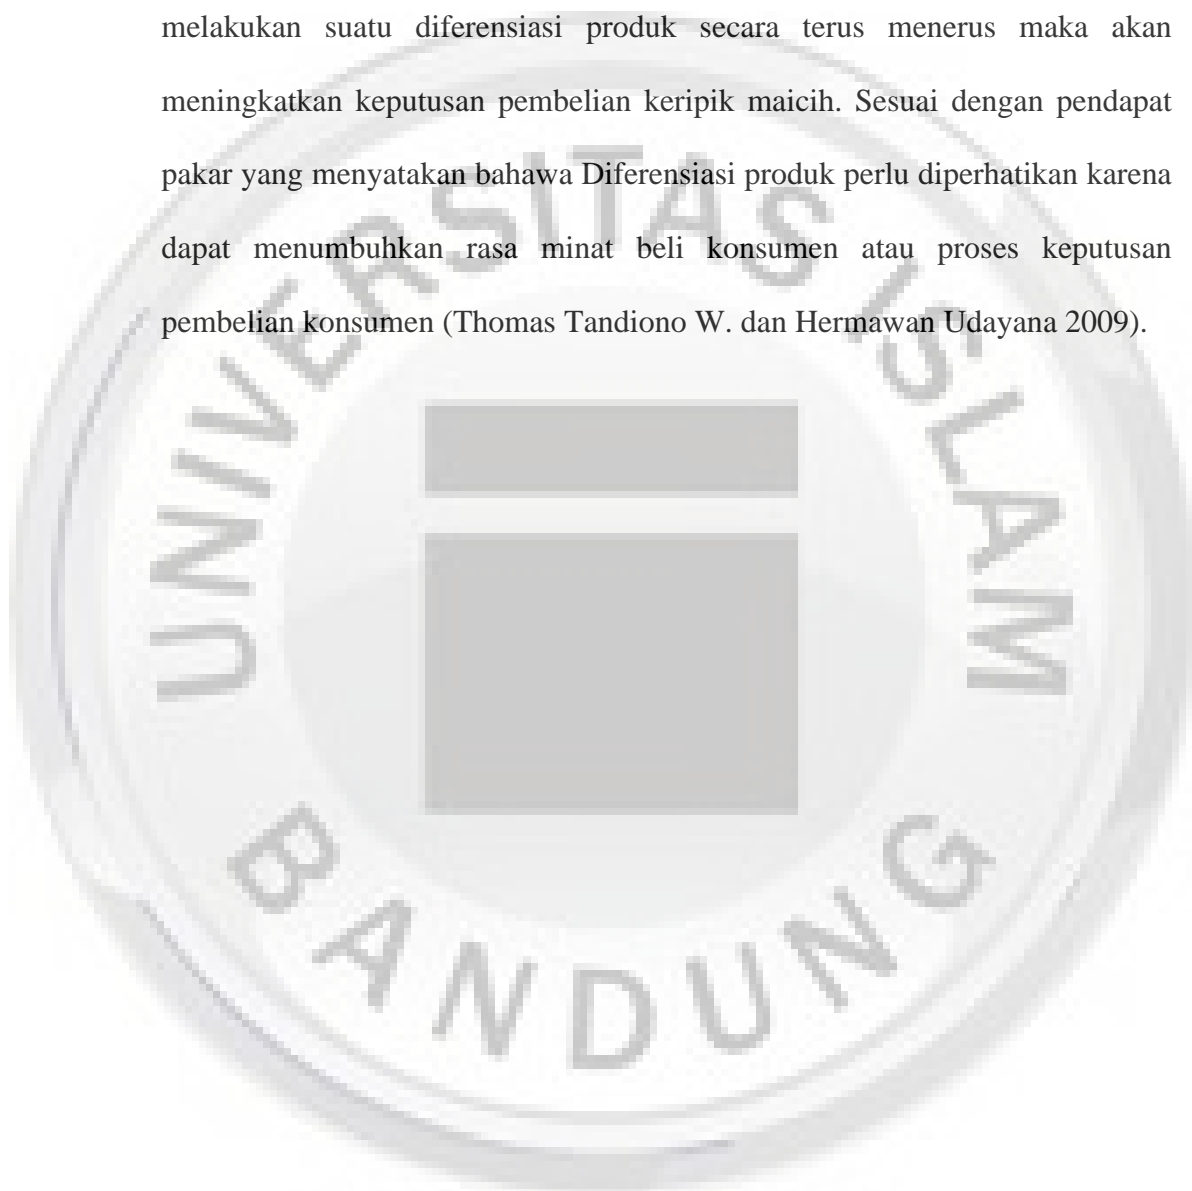 melakukan suatu diferensiasi produk secara terus menerus maka akan
meningkatkan keputusan pembelian keripik maicih. Sesuai dengan pendapat
pakar yang menyatakan bahawa Diferensiasi produk perlu diperhatikan karena
dapat menumbuhkan rasa minat beli konsumen atau proses keputusan
pembelian konsumen (Thomas Tandiono W. dan Hermawan Udayana 2009).
UNIVERSITAS ISLAM
BANDUNG